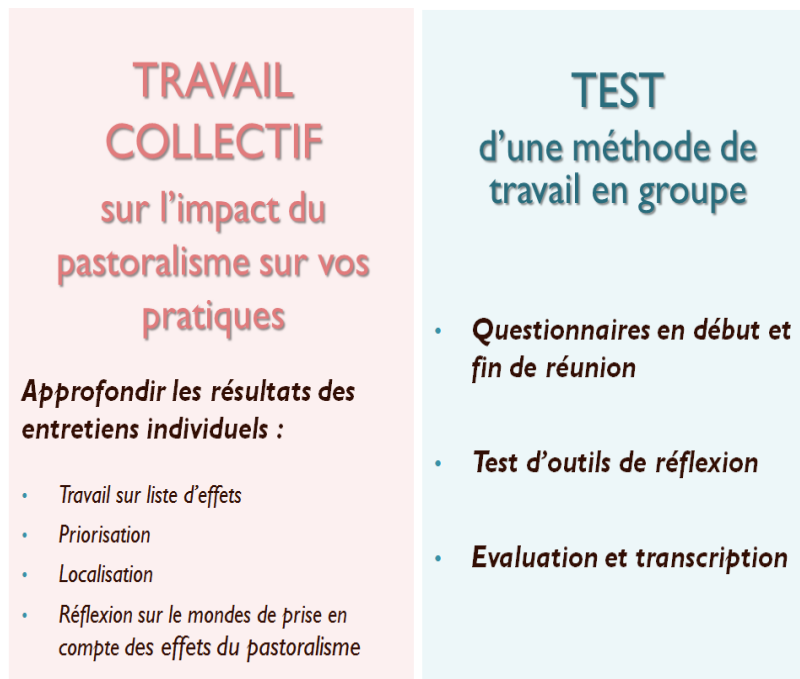 TRAVAIL
COLLECTIF
sur l'impact du
pastoralisme sur vos
pratiques
Approfondir les résultats des
entretiens individuels :
• Travail sur liste d'effets
• Priorisation
• Localisation
• Réflexion sur le mondes de prise en
compte des effets du pastoralisme
TEST
d'une méthode de
travail en groupe
• Questionnaires en début et
fin de réunion
• Test d'outils de réflexion
• Evaluation et transcription